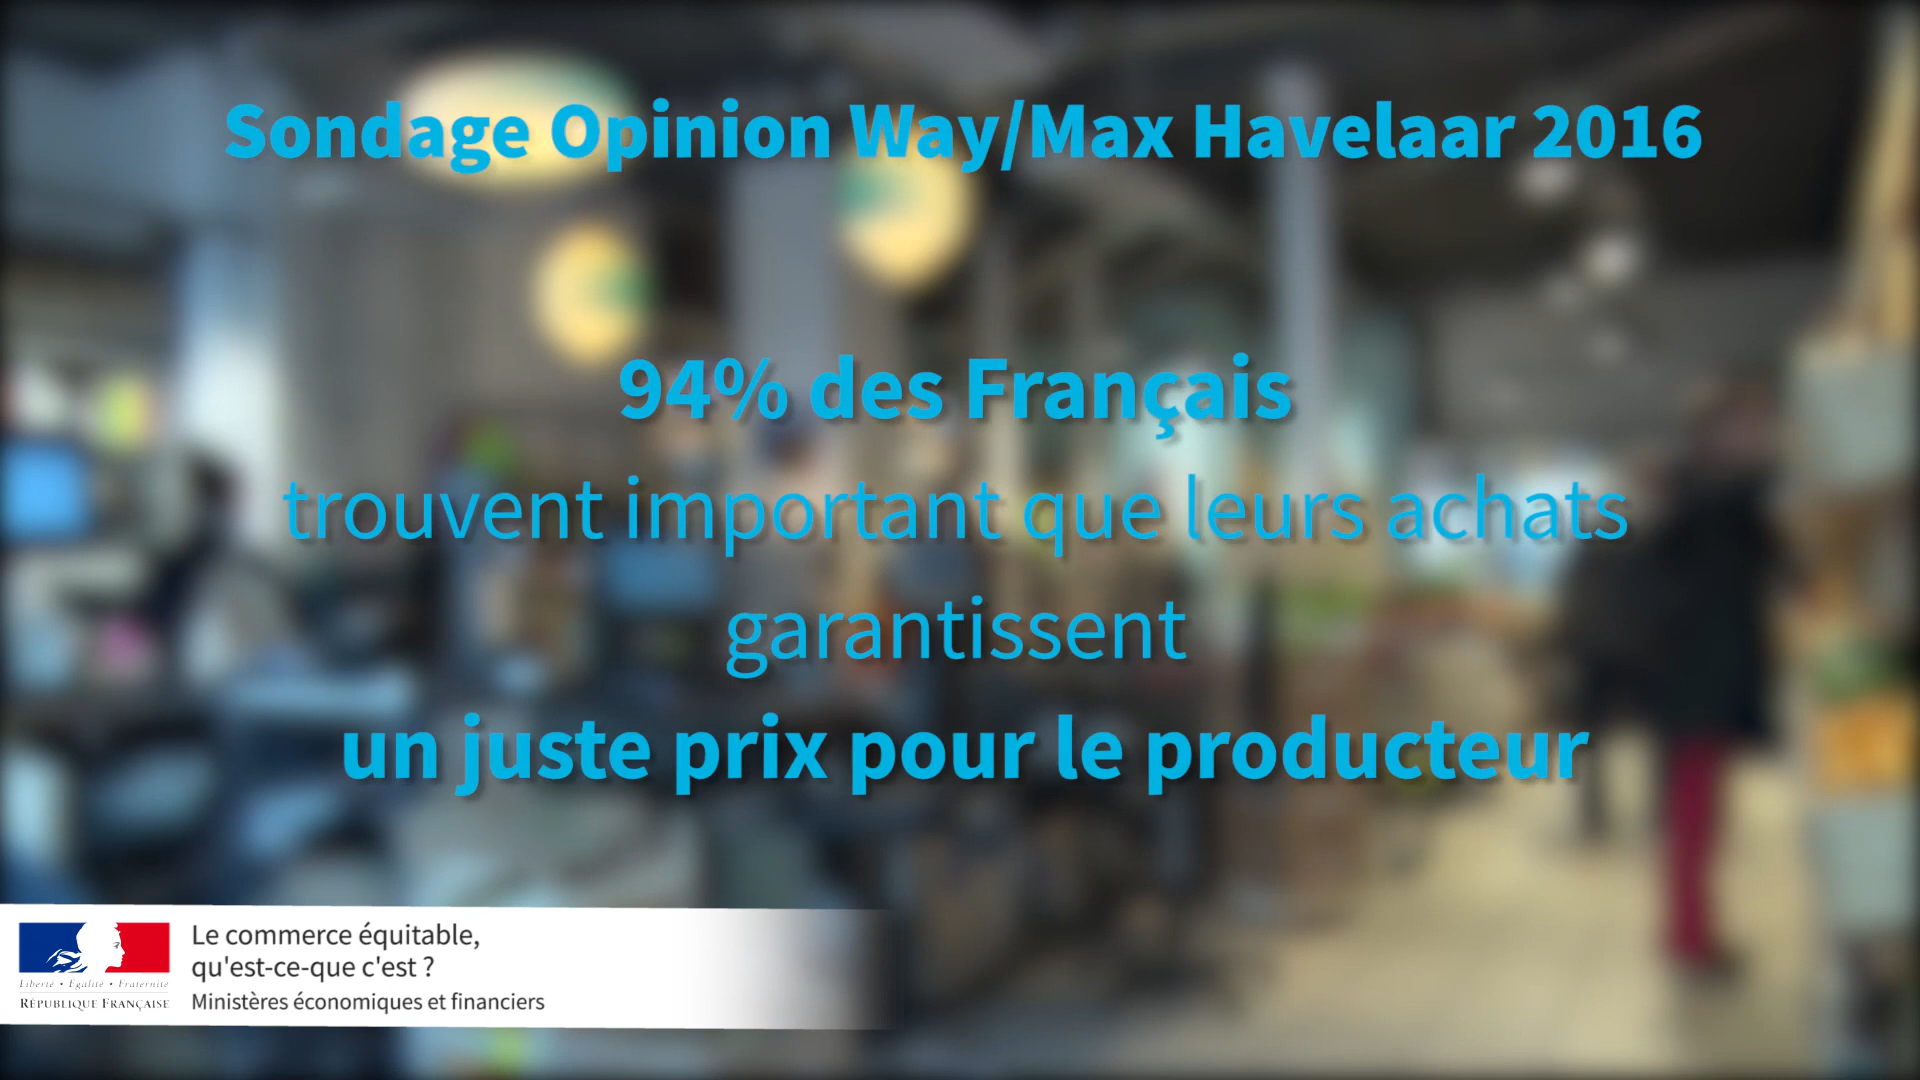 Sondage Opinion Way/Max Havelaar 2016
94% des Français
trouvent important que leurs achats
garantissent
un juste prix pour le producteur
Le commerce équitable,
qu'est-ce-que c'est ?
Ministères économiques et financiers
Liberté • Égalité • Fraternité
RÉPUBLIQUE FRANÇAISE